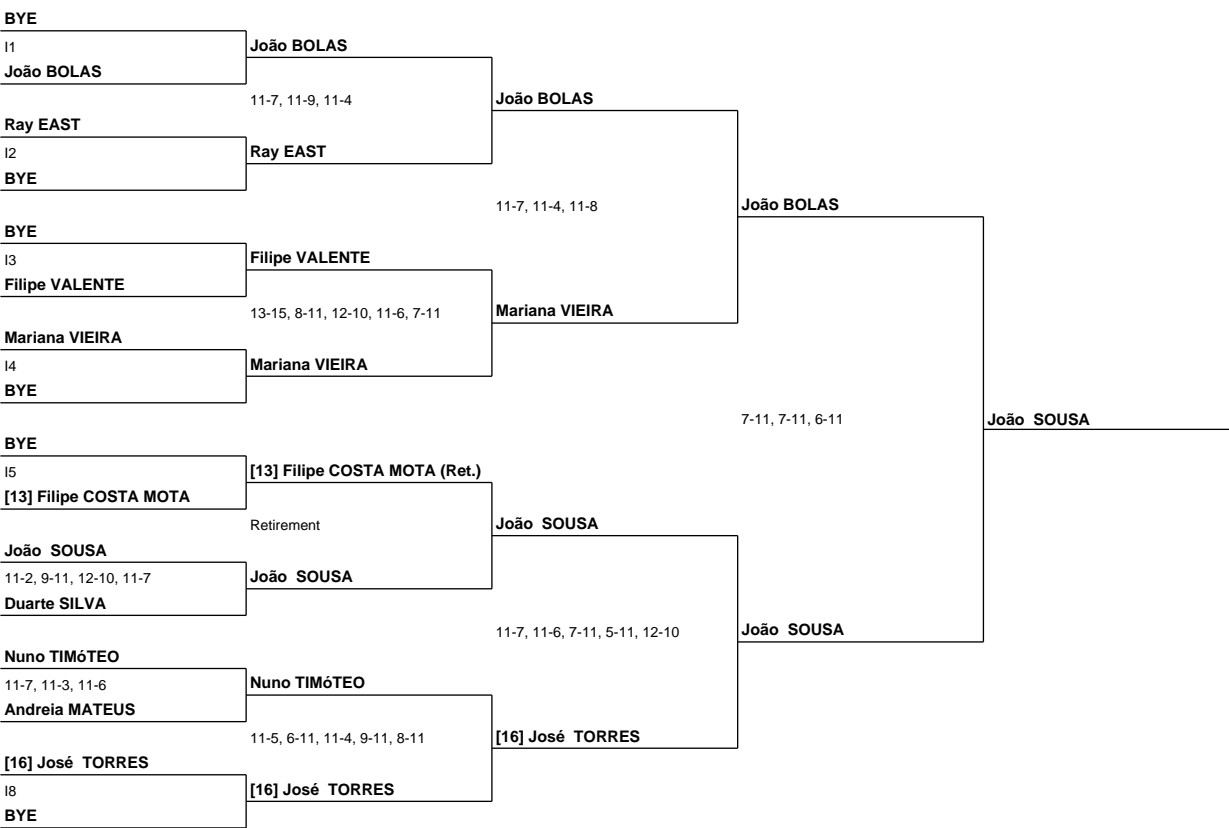 BYE
I1
João BOLAS
João BOLAS
11-7, 11-9, 11-4
João BOLAS
Ray EAST
I2
Ray EAST
BYE
11-7, 11-4, 11-8
João BOLAS
BYE
I3
Filipe VALENTE
Filipe VALENTE
13-15, 8-11, 12-10, 11-6, 7-11
Mariana VIEIRA
Mariana VIEIRA
I4
Mariana VIEIRA
BYE
7-11, 7-11, 6-11
João SOUSA
BYE
I5
[13] Filipe COSTA MOTA (Ret.)
[13] Filipe COSTA MOTA
Retirement
João SOUSA
João SOUSA
11-2, 9-11, 12-10, 11-7
João SOUSA
Duarte SILVA
11-7, 11-6, 7-11, 5-11, 12-10
João SOUSA
Nuno TIMóTEO
11-7, 11-3, 11-6
Nuno TIMóTEO
Andreia MATEUS
11-5, 6-11, 11-4, 9-11, 8-11
[16] José TORRES
[16] José TORRES
I8
[16] José TORRES
BYE